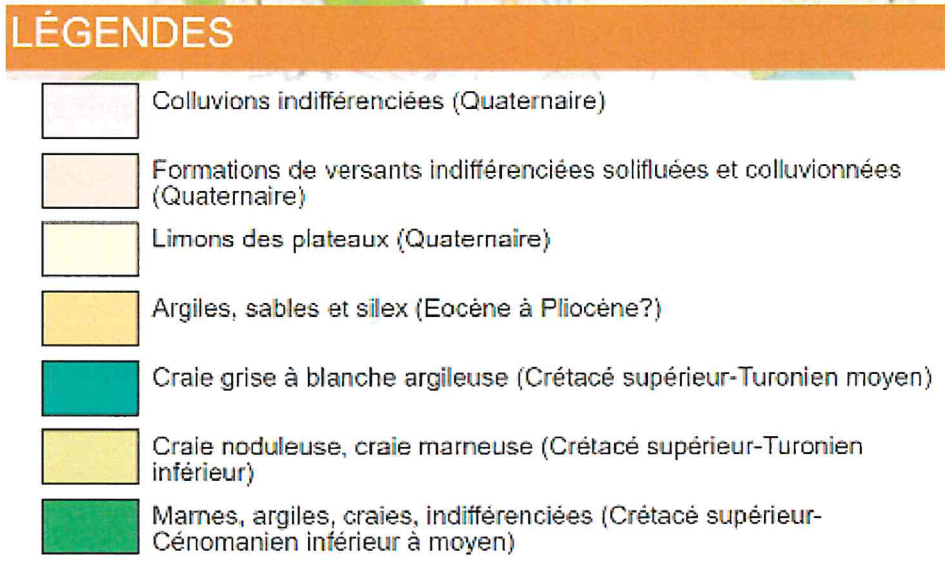 LÉGENDES
Colluvions indifférenciées (Quaternaire)
Formations de versants indifférenciées solifluées et colluvionnées
(Quaternaire)
Limons des plateaux (Quaternaire)
Argiles, sables et silex (Eocène à Pliocène?)
Craie grise à blanche argileuse (Crétacé supérieur-Turonien moyen)
Craie noduleuse, craie marneuse (Crétacé supérieur-Turonien
inférieur)
Marnes, argiles, craies, indifférenciées (Crétacé supérieur-
Cénomanien inférieur à moyen)